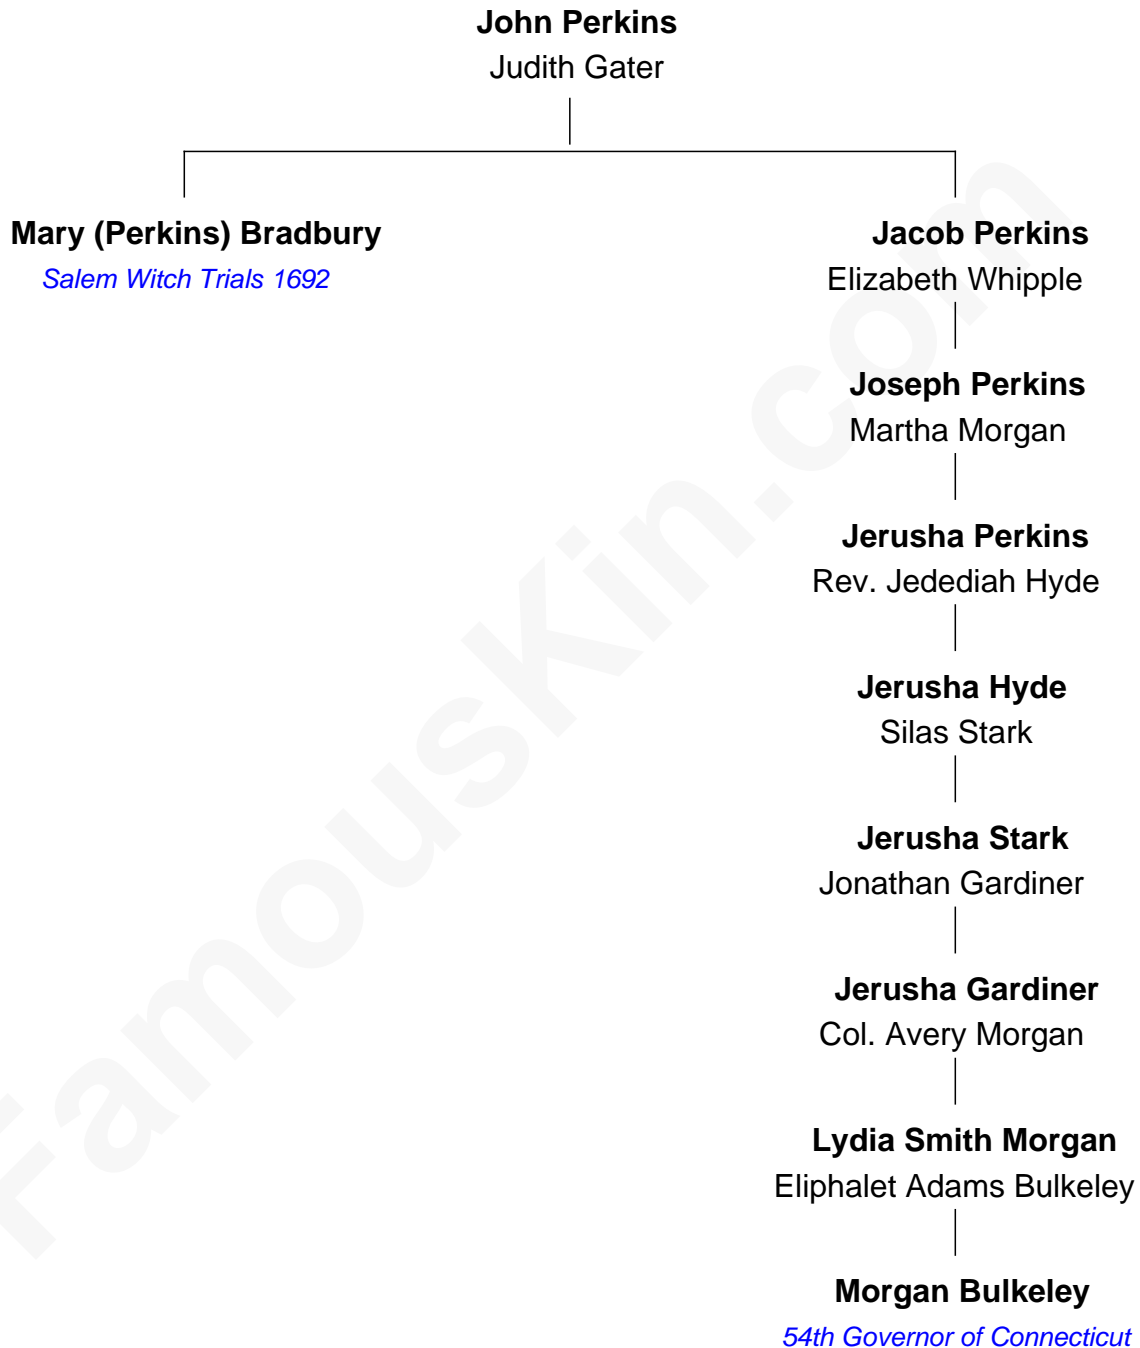 John Perkins
Judith Gater
Mary (Perkins) Bradbury
Salem Witch Trials 1692
Jacob Perkins
Elizabeth Whipple
Joseph Perkins
Martha Morgan
Jerusha Perkins
Rev. Jedediah Hyde
Jerusha Hyde
Silas Stark
Jerusha Stark
Jonathan Gardiner
Jerusha Gardiner
Col. Avery Morgan
Lydia Smith Morgan
Eliphalet Adams Bulkeley
Morgan Bulkeley
54th Governor of Connecticut
FamousKin.com